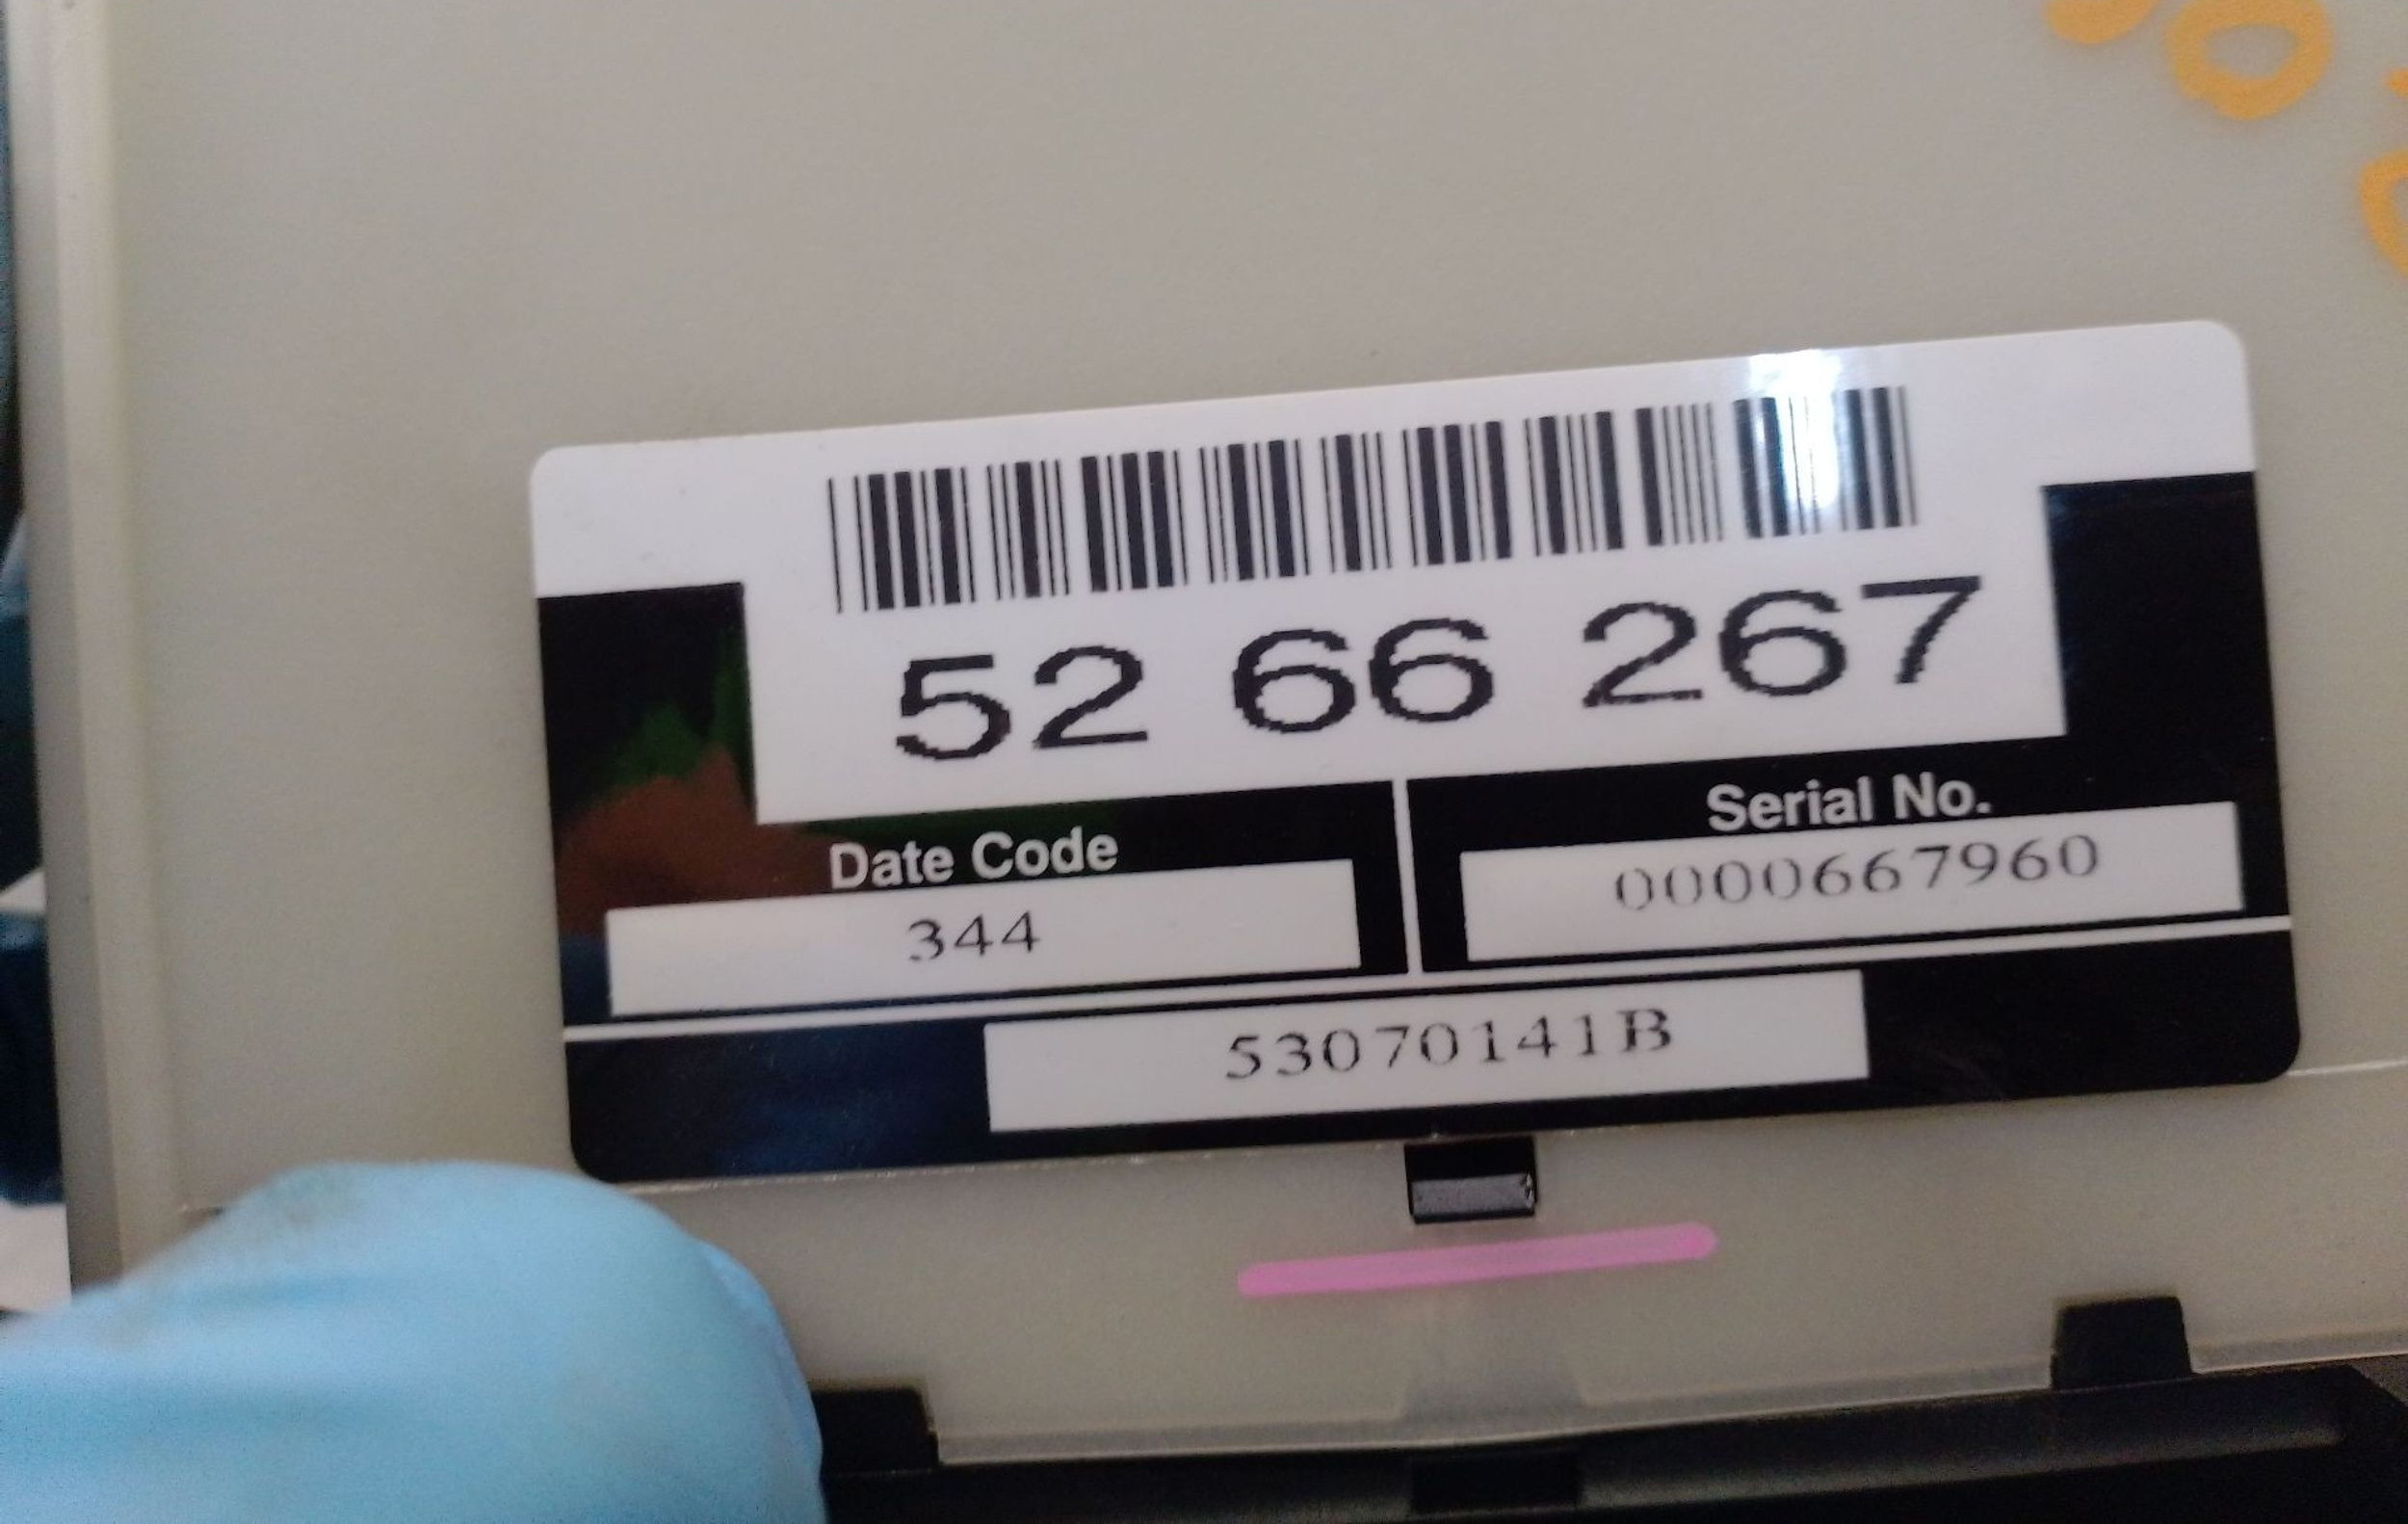 52 66 267
Date Code
Serial No.
344
0000667960
53070141B